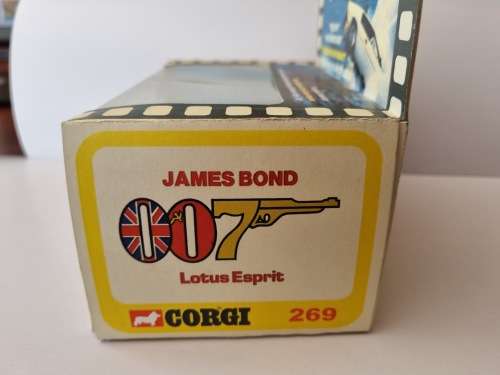 JAMES BOND
007
Lotus Esprit
CORGI 269